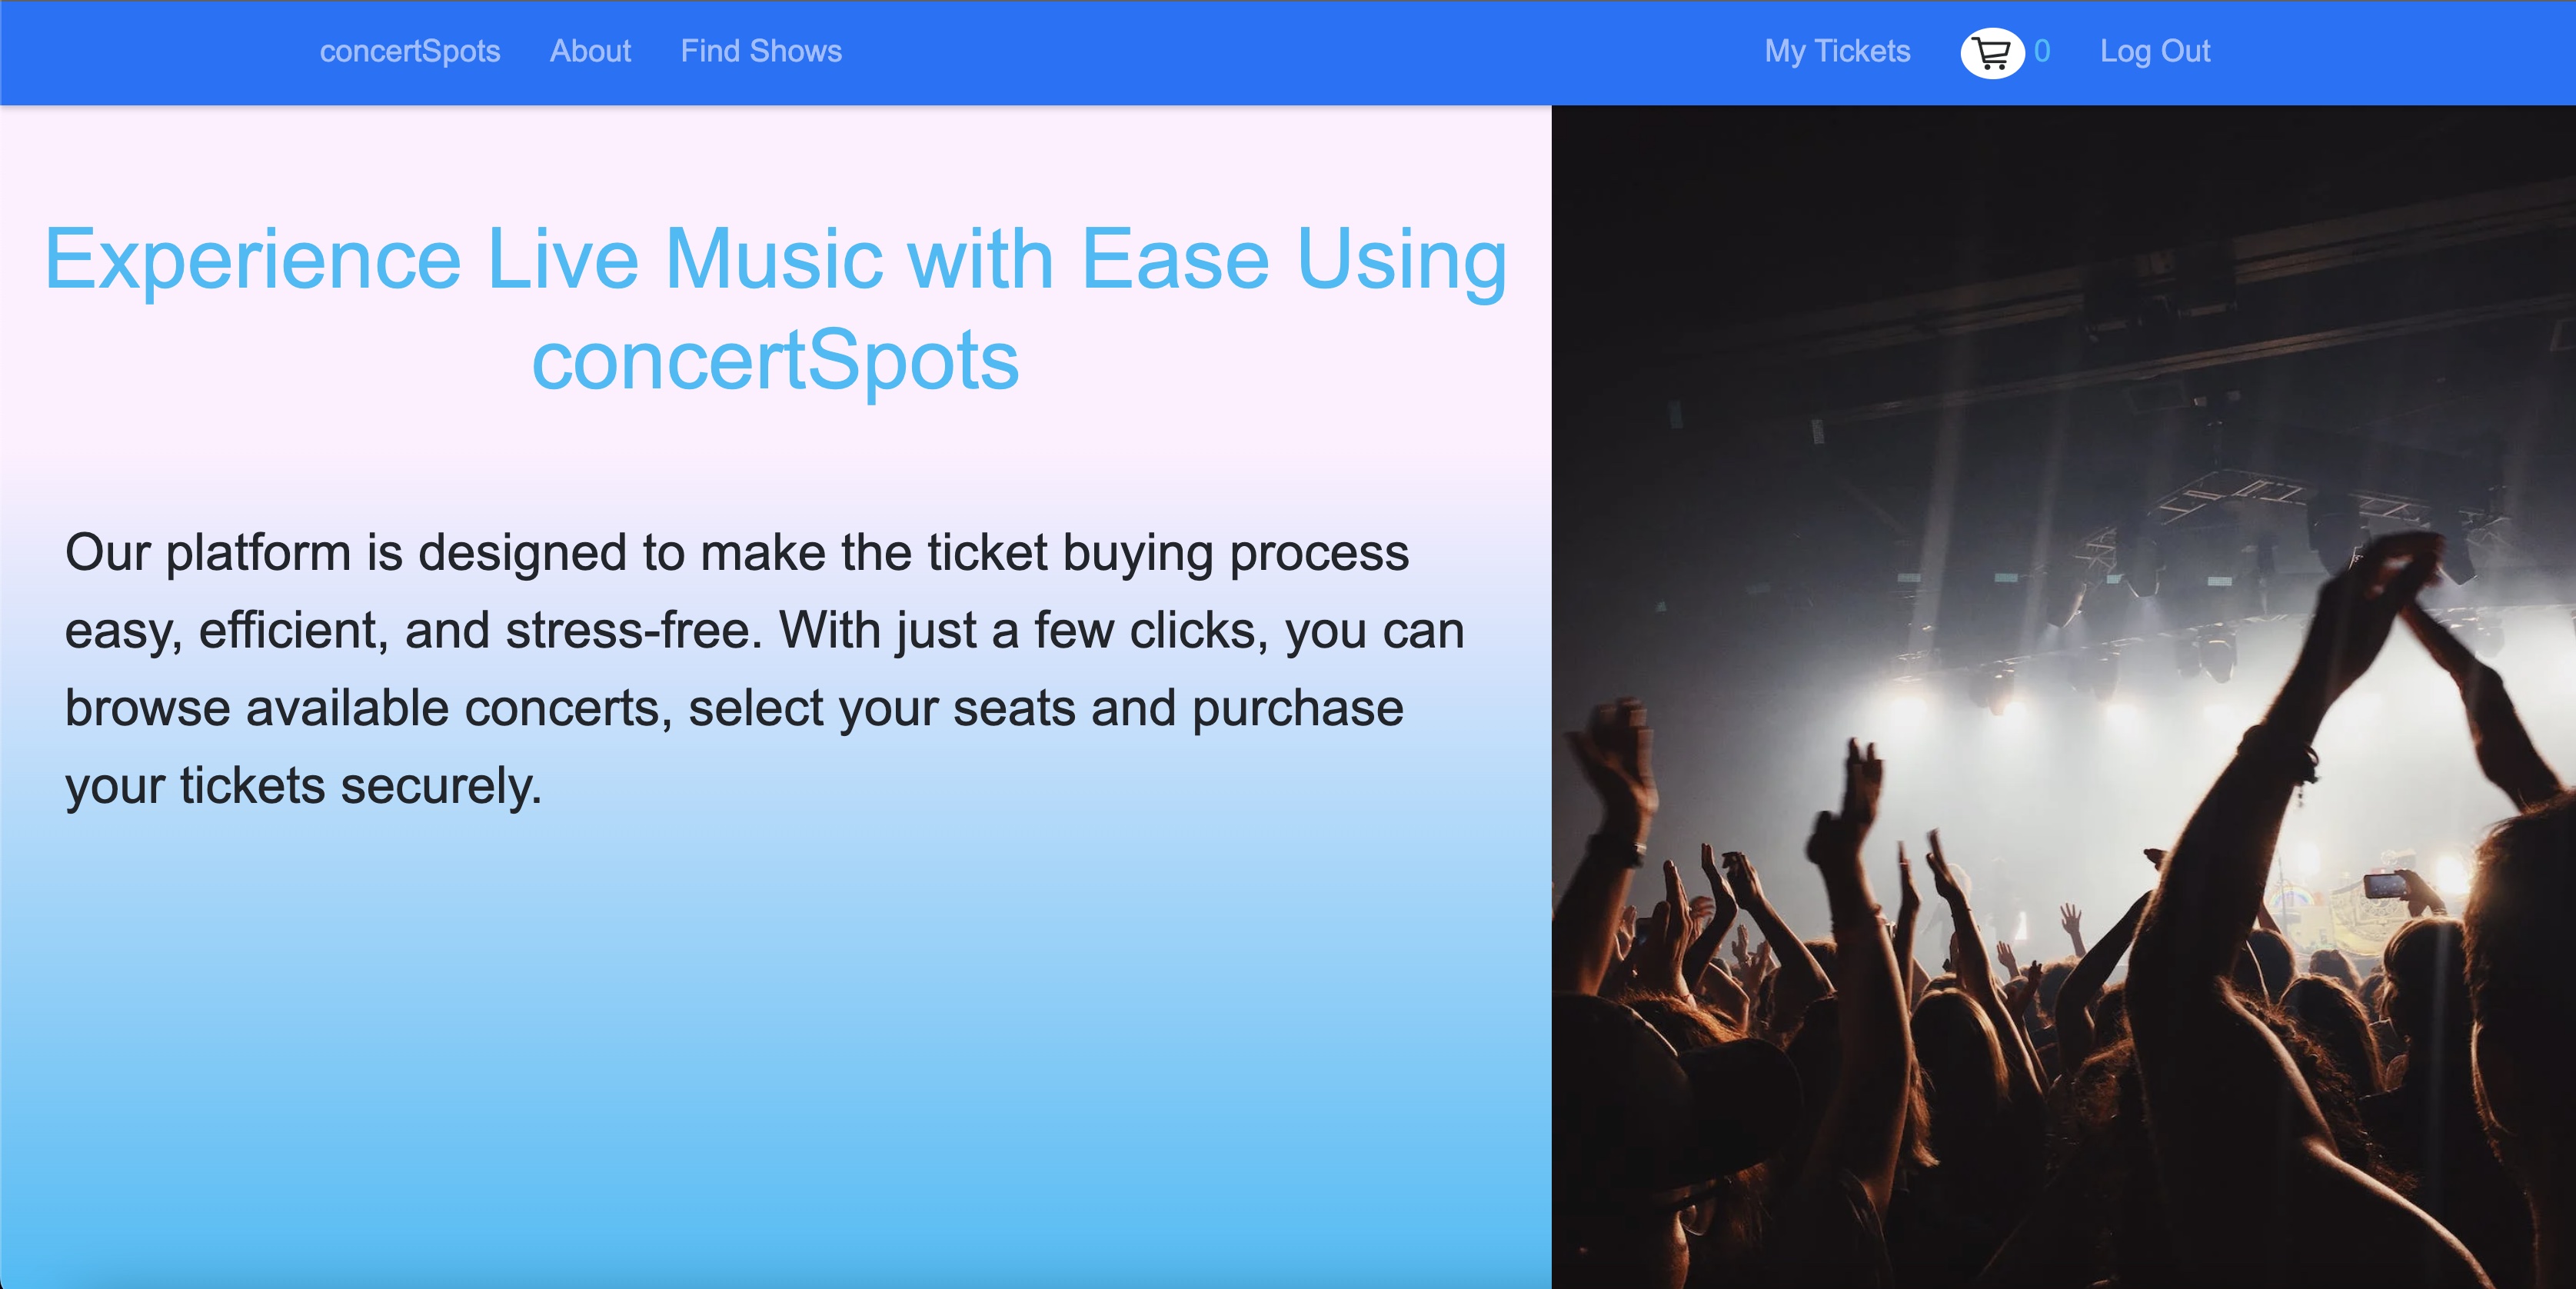 concertSpots About Find Shows My Tickets 0 Log Out
Experience Live Music with Ease Using
concertSpots
Our platform is designed to make the ticket buying process
easy, efficient, and stress-free. With just a few clicks, you can
browse available concerts, select your seats and purchase
your tickets securely.